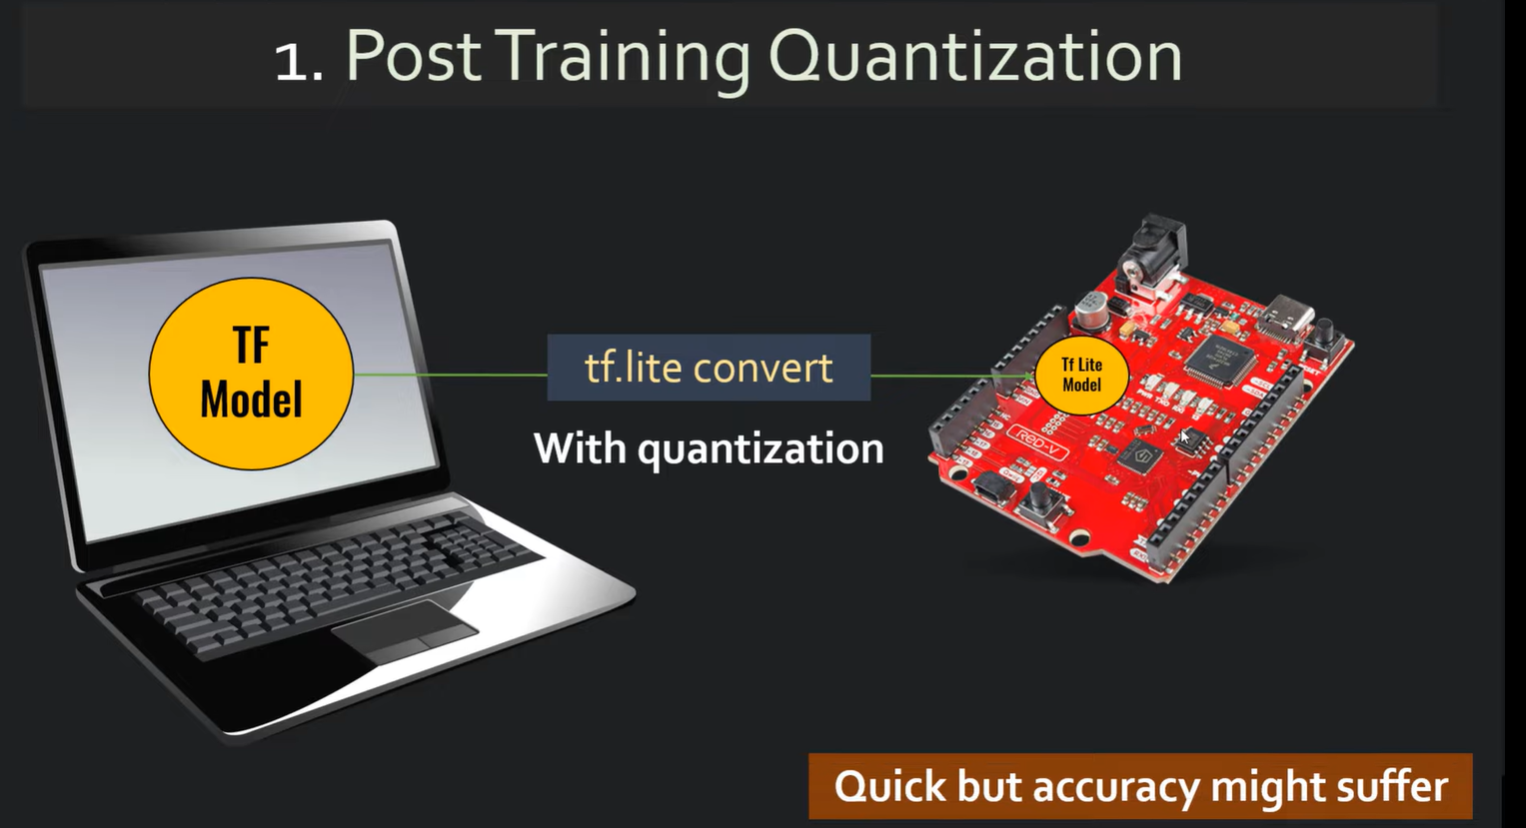 1. Post Training Quantization
TF
Model
tf.lite convert
With quantization
Tf Lite
Model
RED-V
Quick but accuracy might suffer